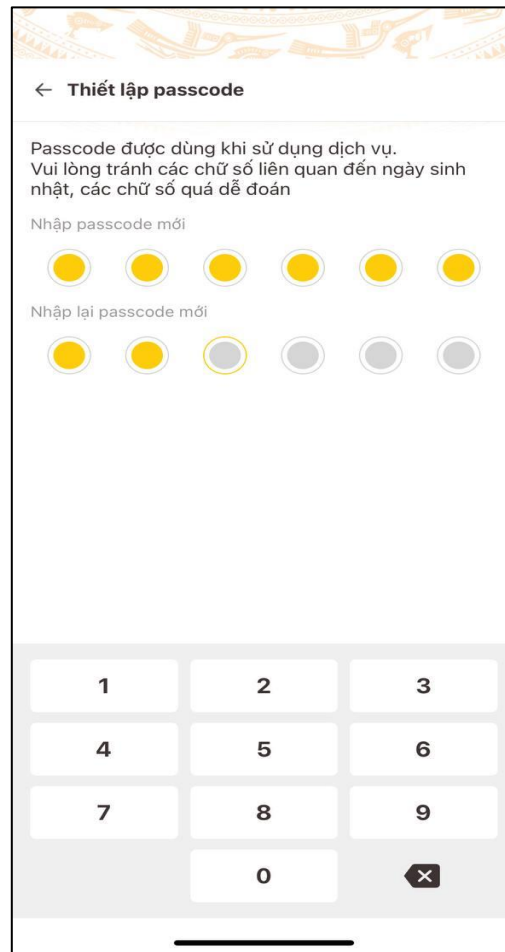 ← Thiết lập passcode
Passcode được dùng khi sử dụng dịch vụ.
Vui lòng tránh các chữ số liên quan đến ngày sinh
nhật, các chữ số quá dễ đoán
Nhập passcode mới
Nhập lại passcode mới
1 2 3
4 5 6
7 8 9
0